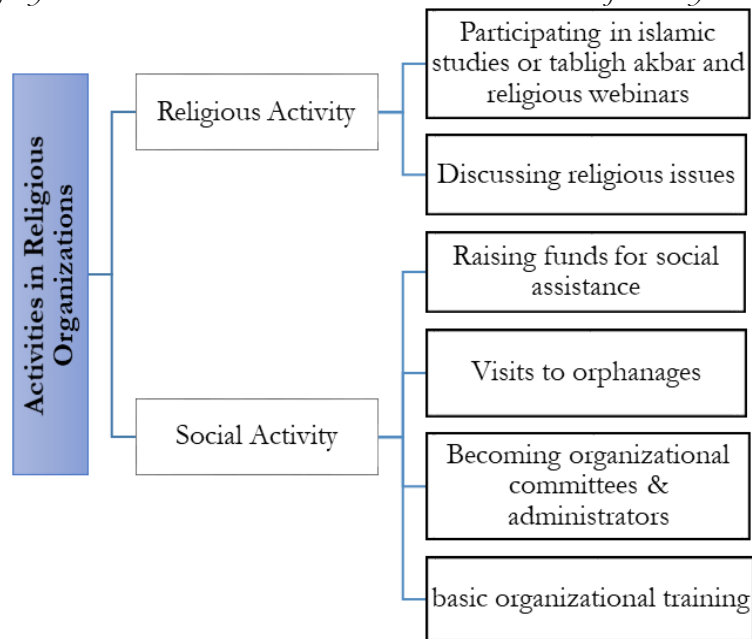 Activities in Religious
Organizations
Religious Activity
Participating in islamic
studies or tabligh akbar and
religious webinars
Discussing religious issues
Social Activity
Raising funds for social
assistance
Visits to orphanages
Becoming organizational
committees &
administrators
basic organizational training